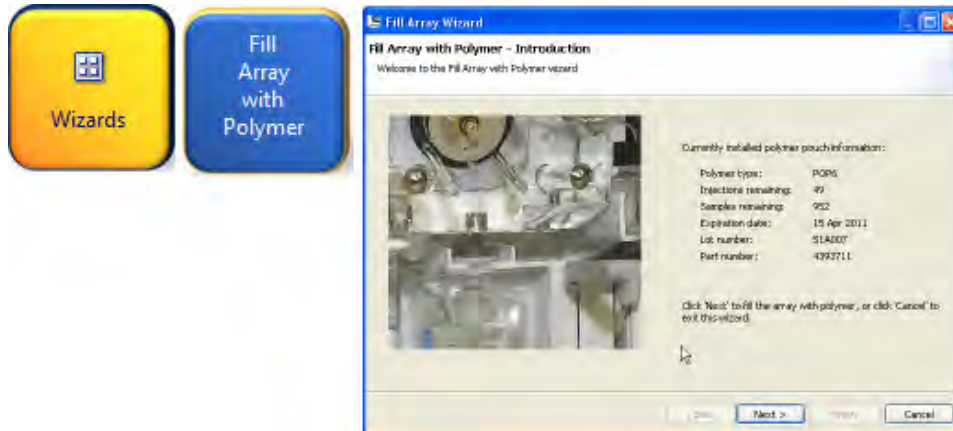 Wizards
Fill
Array
with
Polymer
Fill Array Wizard
Fill Array with Polymer - Introduction
Welcome to the Fill Array with Polymer wizard
Currently installed polymer pouch information:
Polymer type: POP6
Injections remaining: 49
Samples remaining: 952
Expiration date: 15 Apr 2011
Lot number:
Part number: 4393711
Click 'Next' to fill the array with polymer, or click 'Cancel' to
exit this wizard.
Next >
Cancel